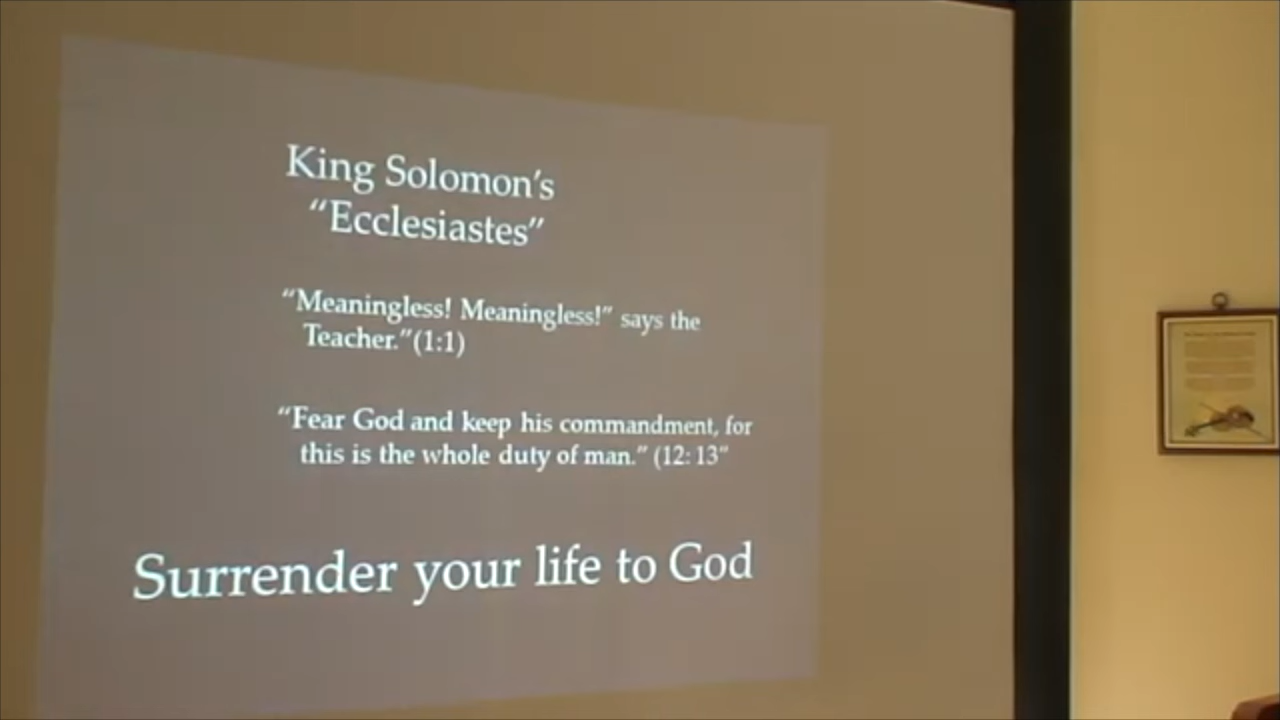 King Solomon's
“Ecclesiastes”
“Meaningless! Meaningless!” says the
Teacher.”(1:1)
“Fear God and keep his commandment, for
this is the whole duty of man.” (12: 13”
Surrender your life to God